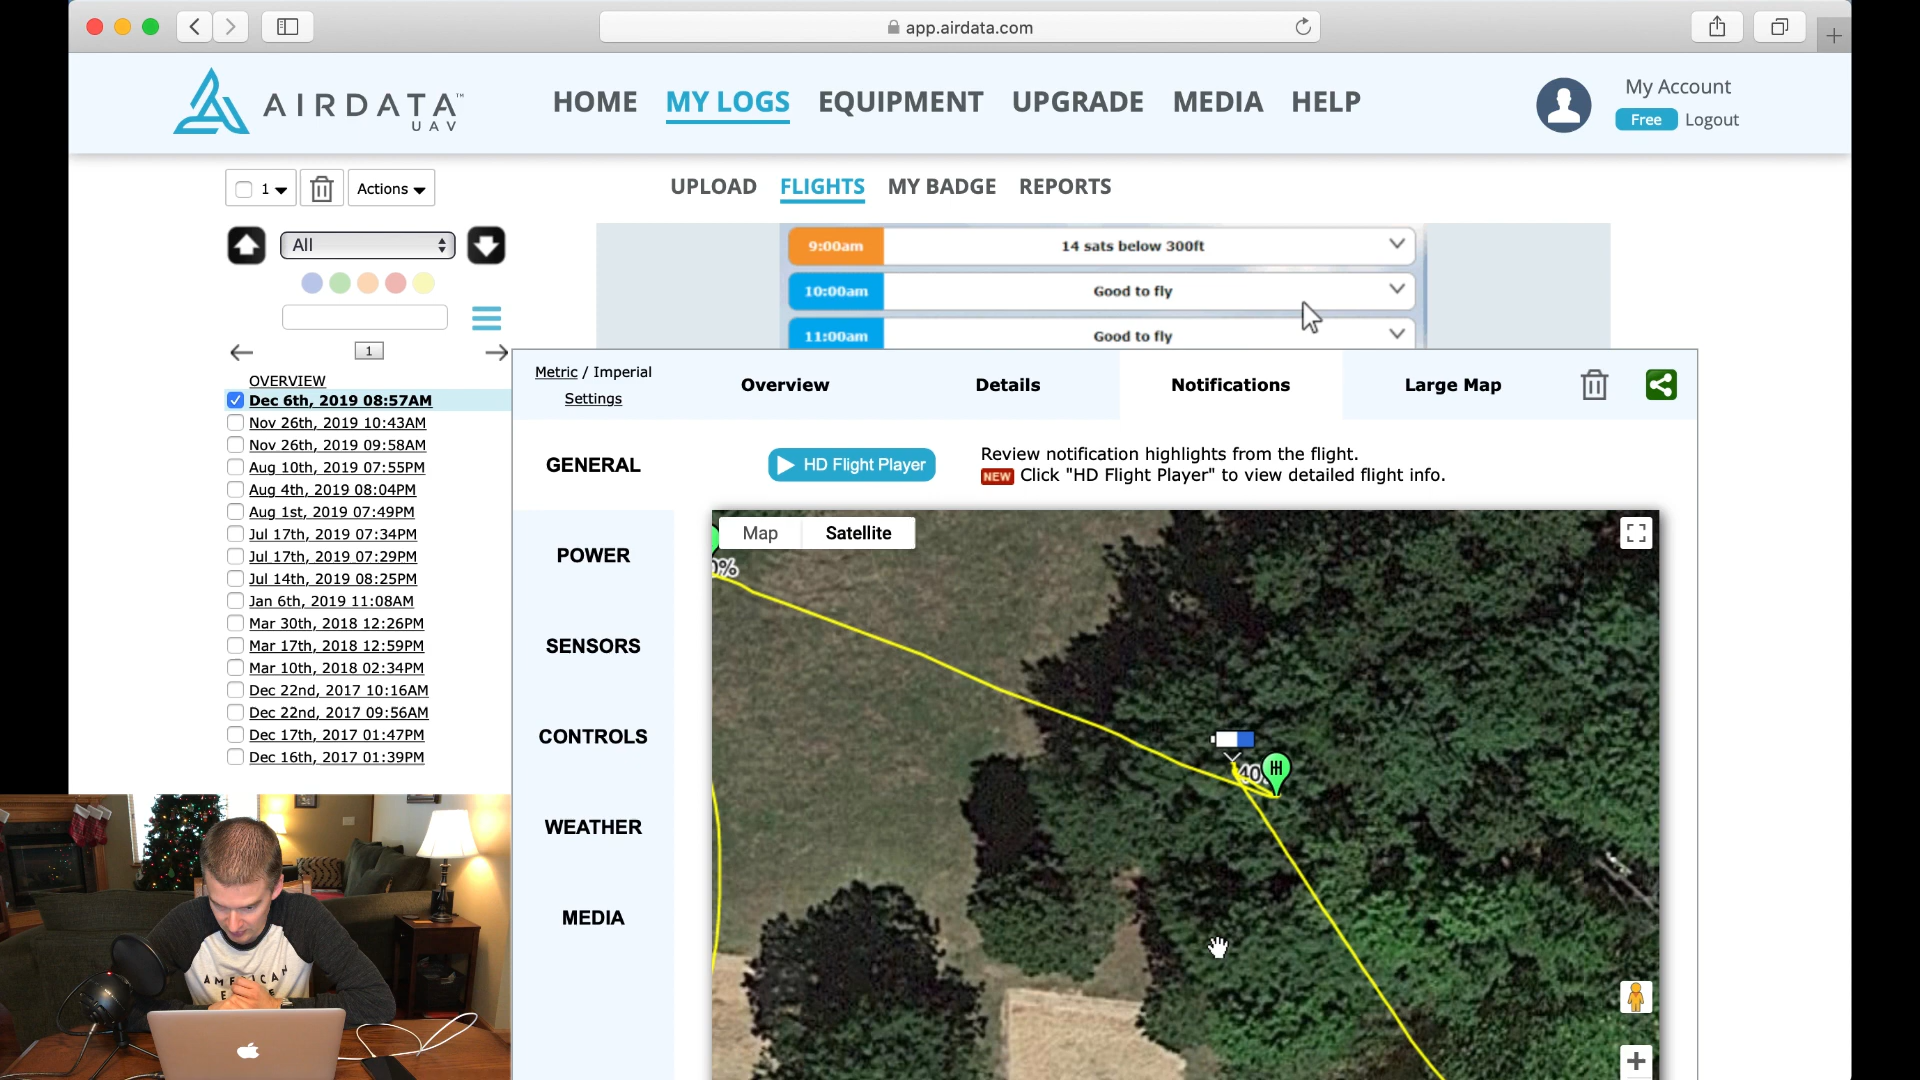 app.airdata.com
AIRDATA™
UAV
HOME
MY LOGS
EQUIPMENT
UPGRADE
MEDIA
HELP
My Account
Free
Logout
1
Actions
UPLOAD
FLIGHTS
MY BADGE
REPORTS
All
9:00am
14 sats below 300ft
10:00am
Good to fly
11:00am
Good to fly
1
OVERVIEW
Dec 6th, 2019 08:57AM
Nov 26th, 2019 10:43AM
Nov 26th, 2019 09:58AM
Aug 10th, 2019 07:55PM
Aug 4th, 2019 08:04PM
Aug 1st, 2019 07:49PM
Jul 17th, 2019 07:34PM
Jul 17th, 2019 07:29PM
Jul 14th, 2019 08:25PM
Jan 6th, 2019 11:08AM
Mar 30th, 2018 12:26PM
Mar 17th, 2018 12:59PM
Mar 10th, 2018 02:34PM
Dec 22nd, 2017 10:16AM
Dec 22nd, 2017 09:56AM
Dec 17th, 2017 01:47PM
Dec 16th, 2017 01:39PM
Metric / Imperial
Settings
Overview
Details
Notifications
Large Map
GENERAL
POWER
SENSORS
CONTROLS
WEATHER
MEDIA
HD Flight Player
Review notification highlights from the flight.
NEW Click "HD Flight Player" to view detailed flight info.
Map
Satellite
0%
40
H